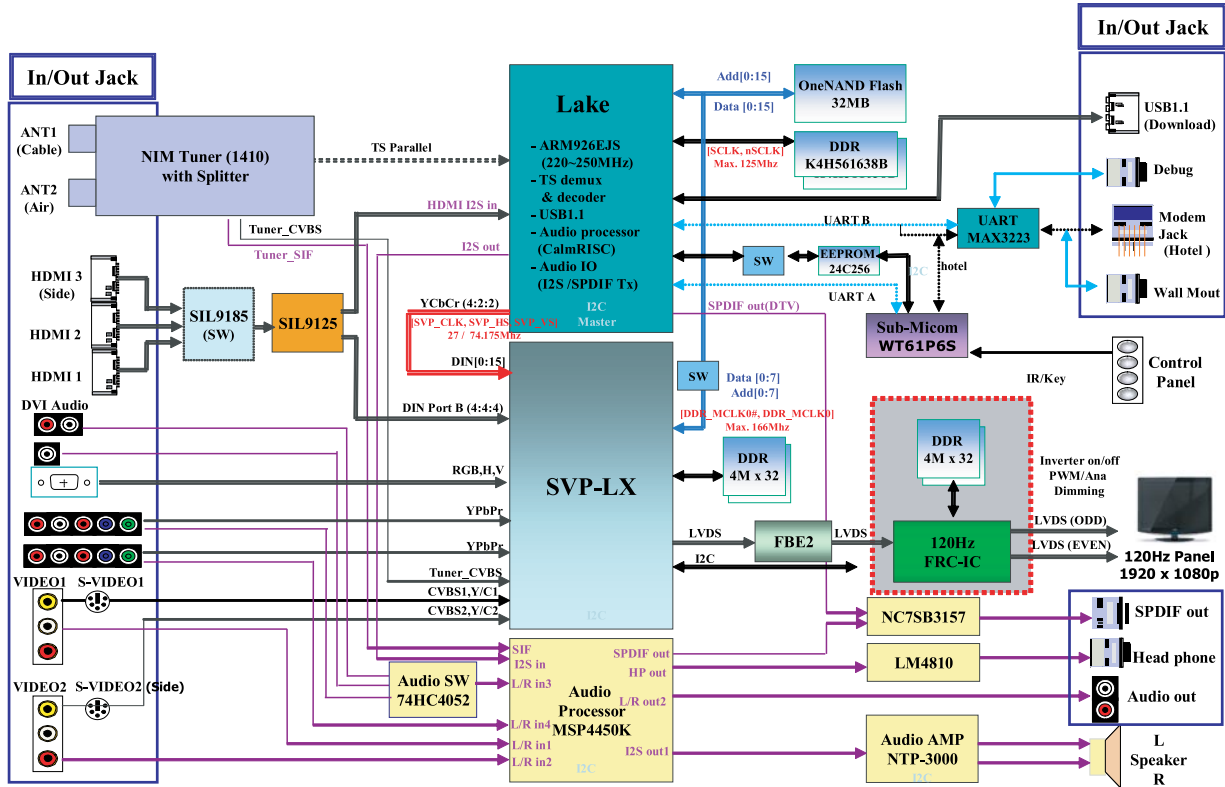 In/Out Jack
ANT1
(Cable)
ANT2
(Air)
NIM Tuner (1410)
with Splitter
TS Parallel
Tuner_CVBS
Tuner_SIF
HDMI I2S in
I2S out
HDMI 3
(Side)
HDMI 2
HDMI 1
SIL9185
(SW)
SIL9125
YCbCr (4:2:2)
[SVP_CLK, SVP_HS, SVP_VS]
27 / 74.175Mhz
DIN[0:15]
DIN Port B (4:4:4)
DVI Audio
RGB,H,V
YPbPr
YPbPr
Tuner_CVBS
CVBS1,Y/C1
CVBS2,Y/C2
VIDEO1
S-VIDEO1
VIDEO2
S-VIDEO2 (Side)
Lake
- ARM926EJS
(220~250MHz)
- TS demux
& decoder
- USB1.1
- Audio processor
(CalmRISC)
- Audio IO
(I2S /SPDIF Tx)
I2C
Master
SVP-LX
I2C
Audio SW
74HC4052
SIF
I2S in
L/R in3
L/R in4
L/R in1
L/R in2
Audio
Processor
MSP4450K
I2C
SPDIF out
HP out
L/R out2
I2S out1
Add[0:15]
Data [0:15]
OneNAND Flash
32MB
[SCLK, nSCLK]
Max. 125Mhz
DDR
K4H561638B
UART B
SW
EEPROM
24C256
I2C
hotel
UART A
SPDIF out(DTV)
UART
MAX3223
Sub-Micom
WT61P6S
SW
Data [0:7]
Add[0:7]
[DDR_MCLK0#, DDR_MCLK0]
Max. 166Mhz
DDR
4M x 32
LVDS
FBE2
LVDS
I2C
DDR
4M x 32
120Hz
FRC-IC
IR/Key
Control
Panel
Inverter on/off
PWM/Ana
Dimming
LVDS (ODD)
LVDS (EVEN)
120Hz Panel
1920 x 1080p
NC7SB3157
LM4810
Audio AMP
NTP-3000
I2C
In/Out Jack
USB1.1
(Download)
Debug
Modem
Jack
(Hotel )
Wall Mout
SPDIF out
Head phone
Audio out
L
Speaker
R